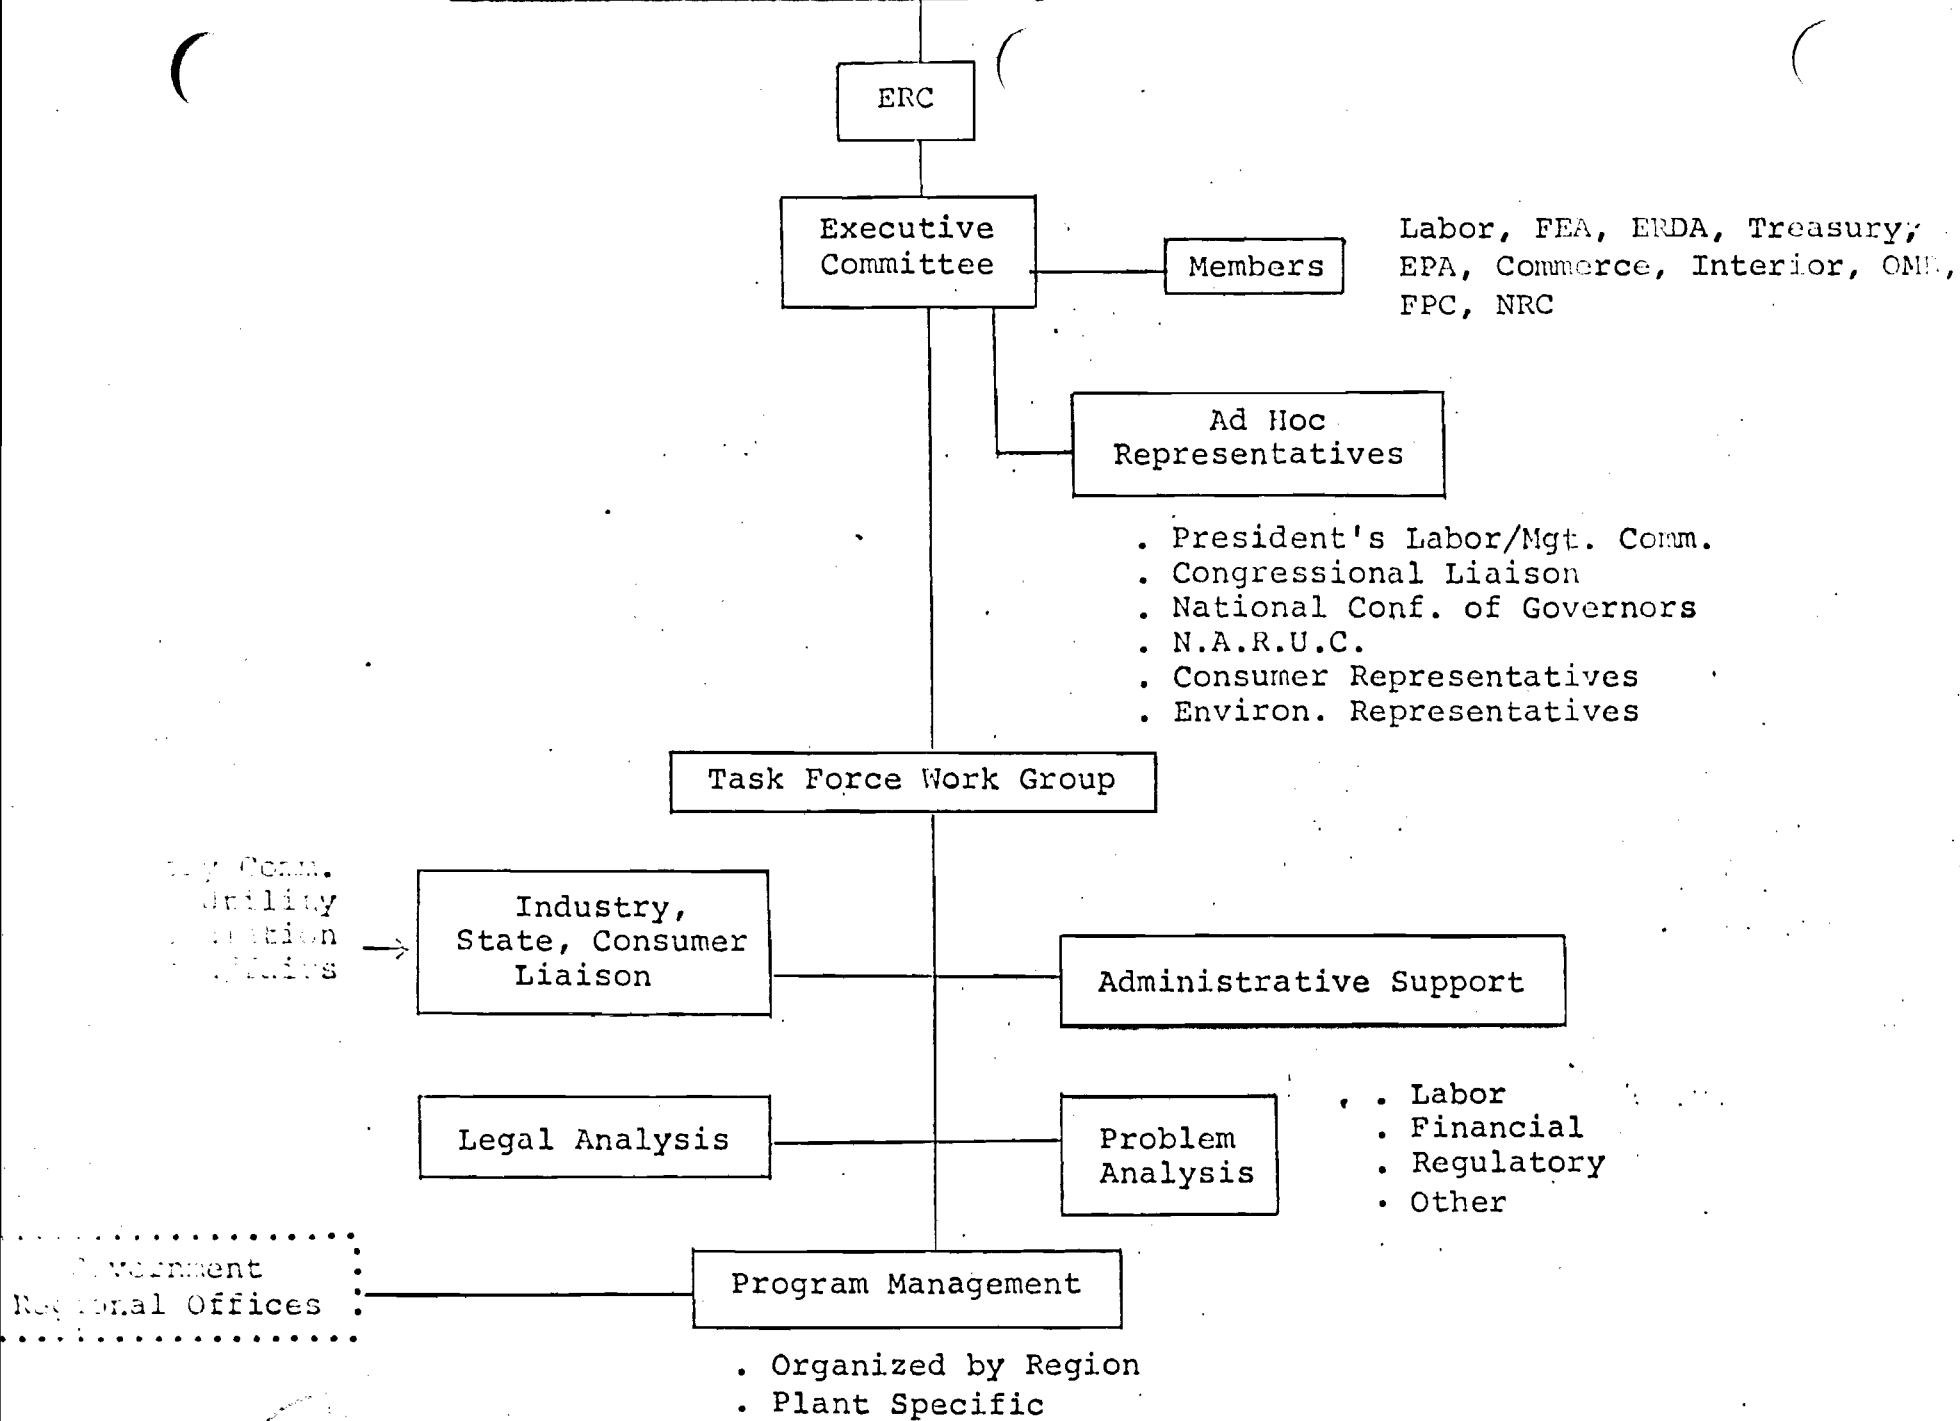 ERC
Executive
Committee
Members
Labor, FEA, ERDA, Treasury,
EPA, Commerce, Interior, OMB,
FPC, NRC
Ad Hoc
Representatives
. President's Labor/Mgt. Comm.
. Congressional Liaison
. National Conf. of Governors
. N.A.R.U.C.
. Consumer Representatives
. Environ. Representatives
Task Force Work Group
Comm.
Industry,
State, Consumer
Liaison
Administrative Support
Legal Analysis
Problem
Analysis
. Labor
. Financial
. Regulatory
. Other
Government
Regional Offices
Program Management
. Organized by Region
. Plant Specific